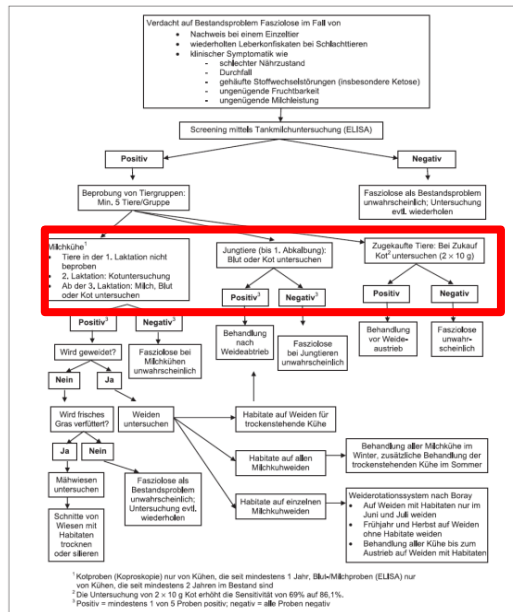 Verdacht auf Bestandsproblem Fasziolose im Fall von
• Nachweis bei einem Einzeltier
• wiederholten Leberkonfiskaten bei Schlachttieren
• klinischer Symptomatik wie
- schlechter Nährzustand
- Durchfall
- gehäufte Stoffwechselstörungen (insbesondere Ketose)
- ungenügende Fruchtbarkeit
- ungenügende Milchleistung
Screening mittels Tankmilchuntersuchung (ELISA)
Positiv
Negativ
Beprobung von Tiergruppen:
Min. 5 Tiere/Gruppe
Fasziolose als Bestandsproblem
unwahrscheinlich; Untersuchung
evtl. wiederholen
Milchkühe¹
• Tiere in der 1. Laktation nicht
beproben
• 2. Laktation: Kotuntersuchung
• Ab der 3. Laktation: Milch, Blut
oder Kot untersuchen
Jungtiere (bis 1. Abkalbung):
Blut oder Kot untersuchen
Zugekaufte Tiere: Bei Zukauf
Kot² untersuchen (2 × 10 g)
Positiv³
Negativ³
Positiv
Negativ
Positiv³
Negativ³
Behandlung
nach
Weideabtrieb
Fasziolose
bei Jungtieren
unwahrscheinlich
Behandlung
vor Weide-
austrieb
Fasziolose
unwahr-
scheinlich
Wird geweidet?
Fasziolose bei
Milchkühen
unwahrscheinlich
Nein
Ja
Wird frisches
Gras verfüttert?
Weiden
untersuchen
Habitate auf Weiden für
trockenstehende Kühe
Ja
Nein
Habitate auf allen
Milchkuhweiden
Behandlung aller Milchkühe im
Winter, zusätzliche Behandlung der
trockenstehenden Kühe im Sommer
Mähwiesen
untersuchen
Fasziolose als
Bestandsproblem
unwahrscheinlich;
Untersuchung evtl.
wiederholen
Habitate auf einzelnen
Milchkuhweiden
Weiderotationssystem nach Boray
• Auf Weiden mit Habitaten nur im
Juni und Juli weiden
• Frühjahr und Herbst auf Weiden
ohne Habitate weiden
• Behandlung aller Kühe bis zum
Austrieb auf Weiden mit Habitaten
Schnitte von
Wiesen mit
Habitaten
trocknen
oder silieren
¹ Kotproben (Koproskopie) nur von Kühen, die seit mindestens 1 Jahr, Blut-/Milchproben (ELISA) nur
von Kühen, die seit mindestens 2 Jahren im Bestand sind
² Die Untersuchung von 2 × 10 g Kot erhöht die Sensitivität von 69% auf 86,1%.
³ Positiv = mindestens 1 von 5 Proben positiv; negativ = alle Proben negativ